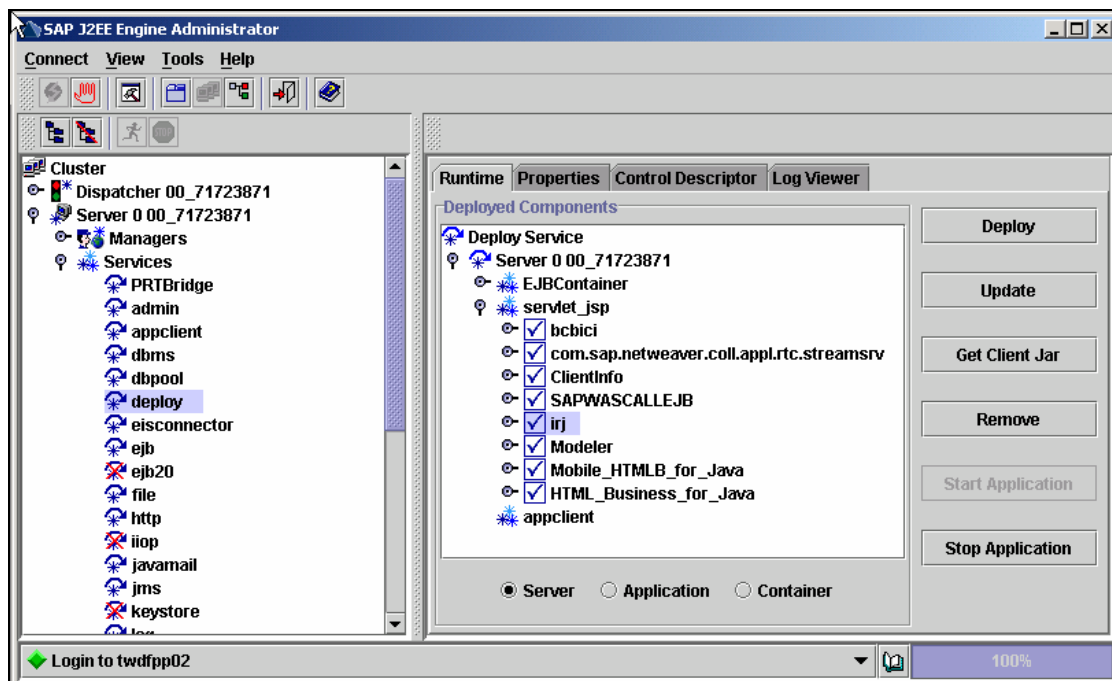 SAP J2EE Engine Administrator
Connect View Tools Help
STOP
Cluster
Dispatcher 00_71723871
Server 0 00_71723871
Managers
Services
PRTBridge
admin
appclient
dbms
dbpool
deploy
eisconnector
ejb
ejb20
file
http
iiop
javamail
jms
keystore
log
Runtime Properties Control Descriptor Log Viewer
Deployed Components
Deploy Service
Server 0 00_71723871
EJBContainer
servlet_jsp
bcbici
com.sap.netweaver.coll.appl.rtc.streamsrv
ClientInfo
SAPWASCALLEJB
irj
Modeler
Mobile_HTMLB_for_Java
HTML_Business_for_Java
appclient
Server Application Container
Deploy
Update
Get Client Jar
Remove
Start Application
Stop Application
Login to twdfpp02
100%